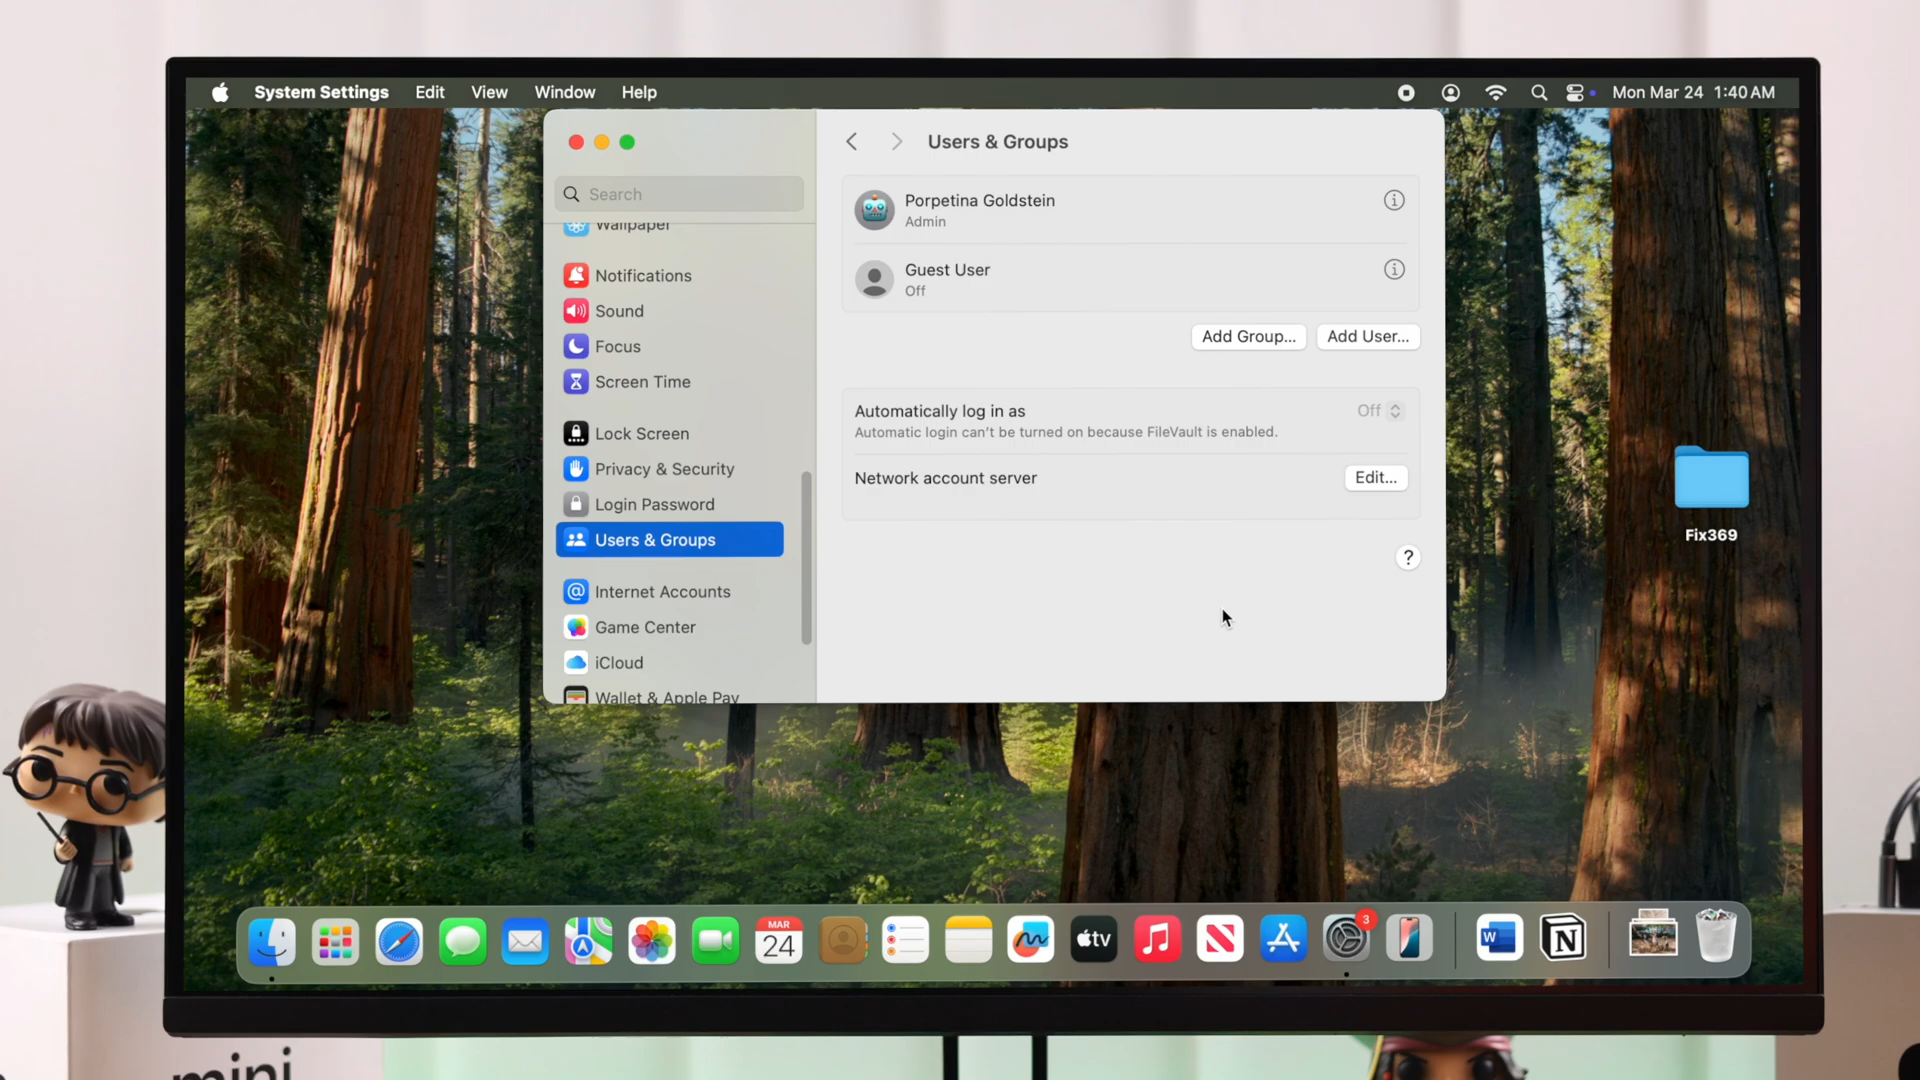 System Settings Edit View Window Help Mon Mar 24 1:40 AM
Search
Wallpaper
Notifications
Sound
Focus
Screen Time
Lock Screen
Privacy & Security
Login Password
Users & Groups
Internet Accounts
Game Center
iCloud
Wallet & Apple Pay
Users & Groups
Porpetina Goldstein
Admin
Guest User
Off
Add Group... Add User...
Automatically log in as Off
Automatic login can't be turned on because FileVault is enabled.
Network account server Edit...
?
Fix369
MAR
24
tv
3
W
N
mini